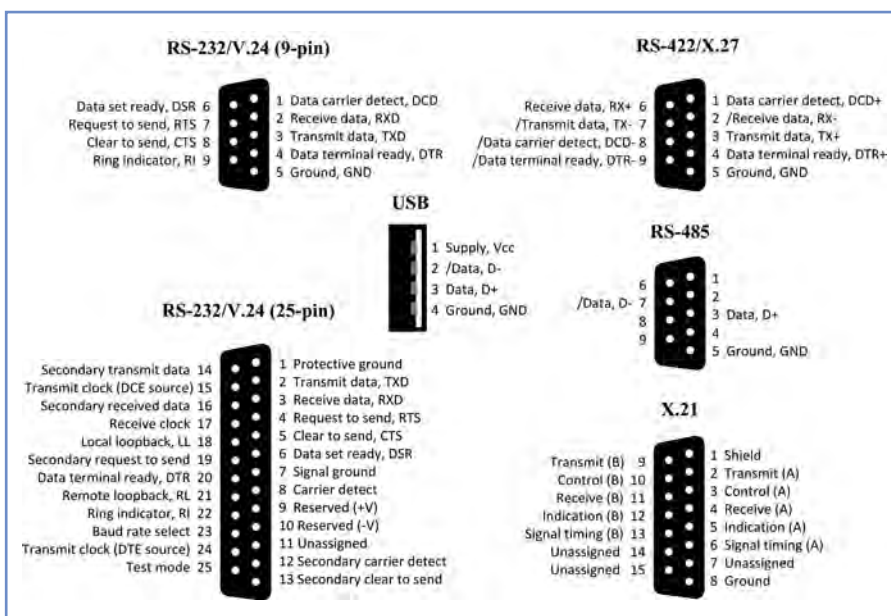 RS-232/V.24 (9-pin)
Data set ready, DSR 6
Request to send, RTS 7
Clear to send, CTS 8
Ring indicator, RI 9
1 Data carrier detect, DCD
2 Receive data, RXD
3 Transmit data, TXD
4 Data terminal ready, DTR
5 Ground, GND
RS-422/X.27
Receive data, RX+ 6
/Transmit data, TX- 7
/Data carrier detect, DCD- 8
/Data terminal ready, DTR- 9
1 Data carrier detect, DCD+
2 /Receive data, RX-
3 Transmit data, TX+
4 Data terminal ready, DTR+
5 Ground, GND
USB
1 Supply, Vcc
2 /Data, D-
3 Data, D+
4 Ground, GND
RS-485
6
/Data, D- 7
8
9
1
2
3 Data, D+
4
5 Ground, GND
RS-232/V.24 (25-pin)
Secondary transmit data 14
Transmit clock (DCE source) 15
Secondary received data 16
Receive clock 17
Local loopback, LL 18
Secondary request to send 19
Data terminal ready, DTR 20
Remote loopback, RL 21
Ring indicator, RI 22
Baud rate select 23
Transmit clock (DTE source) 24
Test mode 25
1 Protective ground
2 Transmit data, TXD
3 Receive data, RXD
4 Request to send, RTS
5 Clear to send, CTS
6 Data set ready, DSR
7 Signal ground
8 Carrier detect
9 Reserved (+V)
10 Reserved (-V)
11 Unassigned
12 Secondary carrier detect
13 Secondary clear to send
X.21
Transmit (B) 9
Control (B) 10
Receive (B) 11
Indication (B) 12
Signal timing (B) 13
Unassigned 14
Unassigned 15
1 Shield
2 Transmit (A)
3 Control (A)
4 Receive (A)
5 Indication (A)
6 Signal timing (A)
7 Unassigned
8 Ground